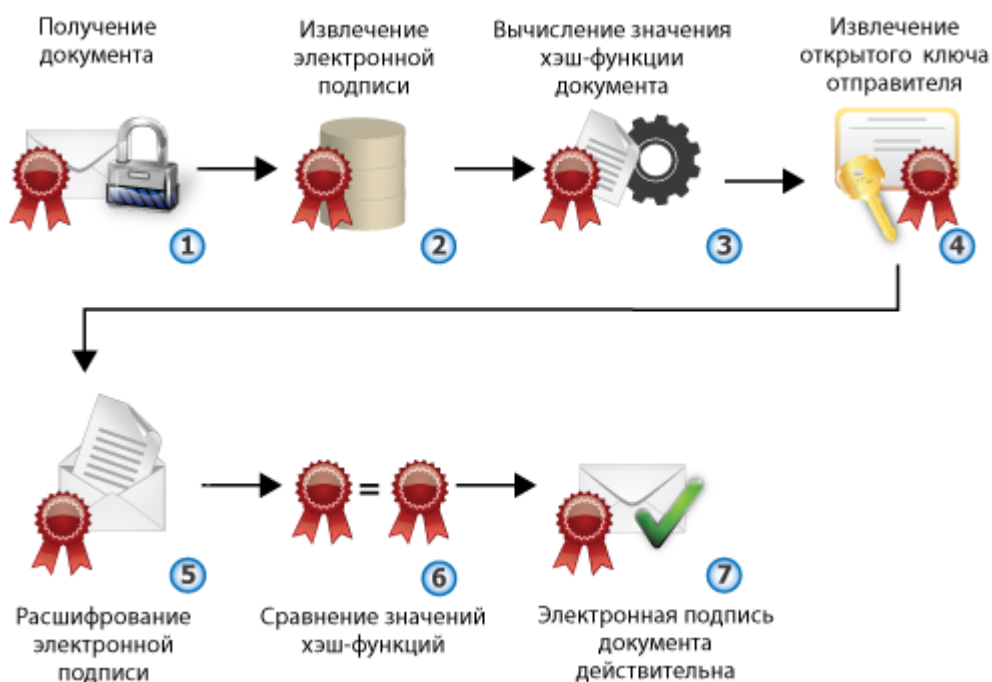 Получение
документа
Извлечение
электронной
подписи
Вычисление значения
хэш-функции
документа
Извлечение
открытого ключа
отправителя
1
2
3
4
5
6
7
Расшифрование
электронной
подписи
Сравнение значений
хэш-функций
Электронная подпись
документа
действительна